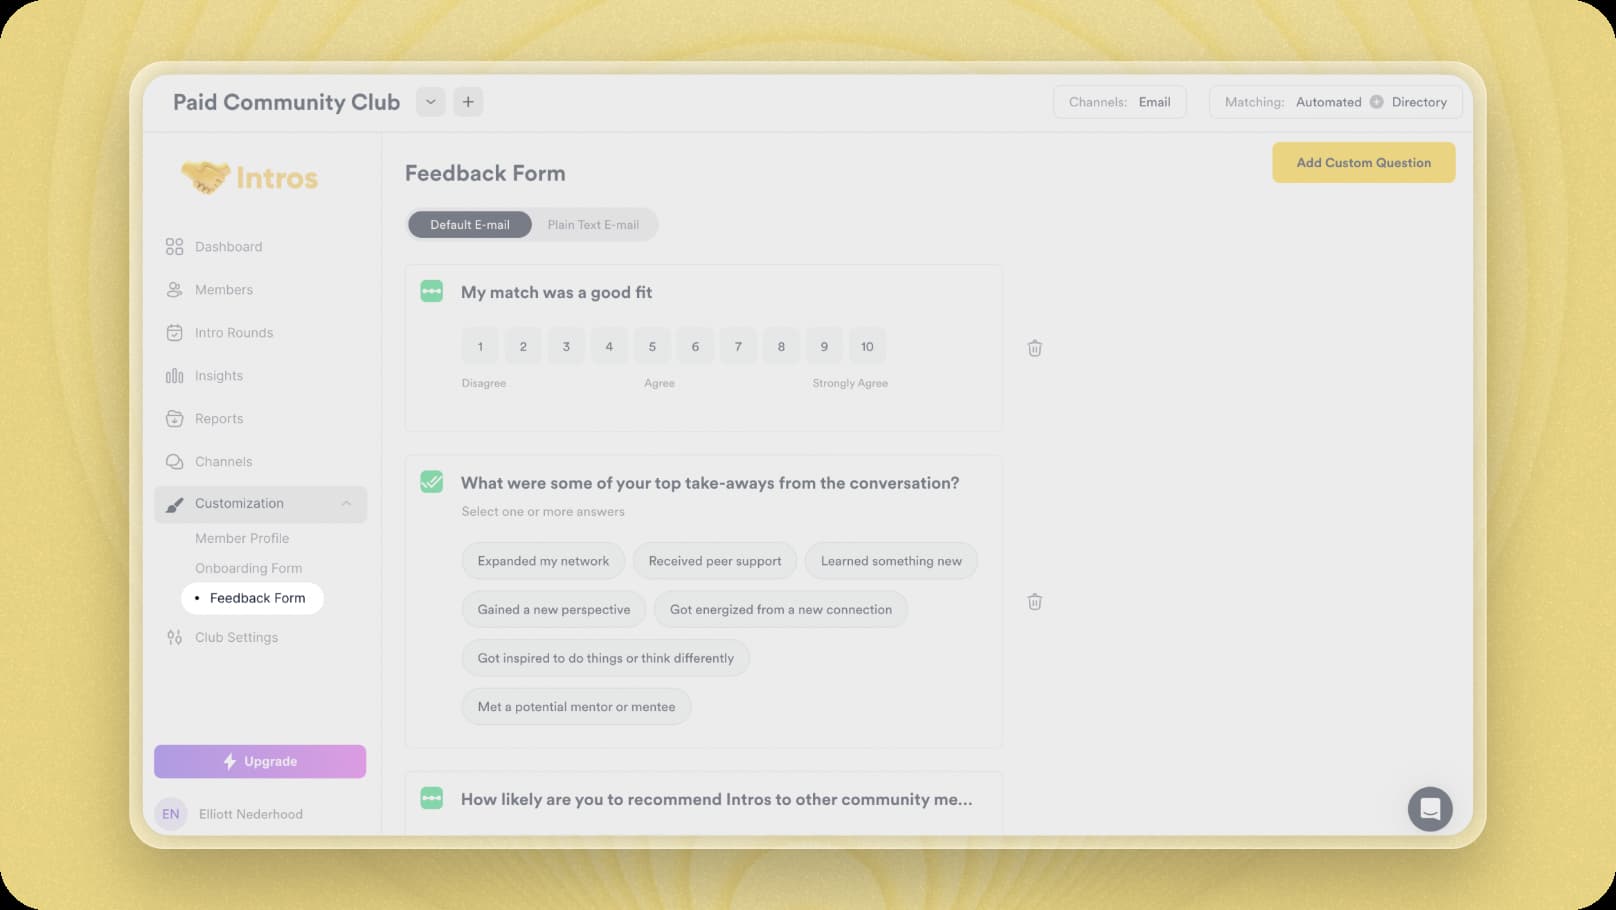 Paid Community Club
Channels: Email
Matching: Automated Directory
Intros
Dashboard
Members
Intro Rounds
Insights
Reports
Channels
Customization
Member Profile
Onboarding Form
• Feedback Form
Club Settings
Upgrade
EN Elliott Nederhood
Feedback Form
Add Custom Question
Default E-mail Plain Text E-mail
My match was a good fit
1 2 3 4 5 6 7 8 9 10
Disagree Agree Strongly Agree
What were some of your top take-aways from the conversation?
Select one or more answers
Expanded my network Received peer support Learned something new
Gained a new perspective Got energized from a new connection
Got inspired to do things or think differently
Met a potential mentor or mentee
How likely are you to recommend Intros to other community me...